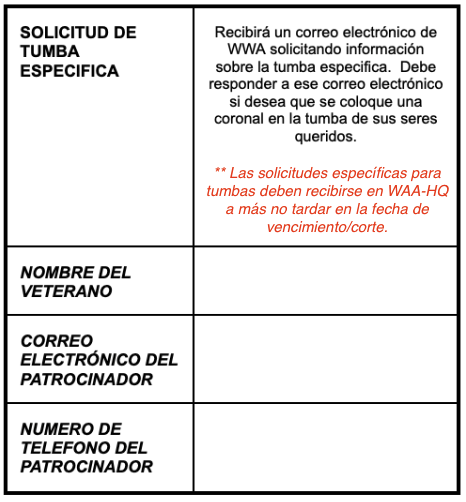 SOLICITUD DE
TUMBA
ESPECIFICA
Recibirá un correo electrónico de
WWA solicitando información
sobre la tumba especifica.  Debe
responder a ese correo electrónico
si desea que se coloque una
coronal en la tumba de sus seres
queridos.
** Las solicitudes específicas para
tumbas deben recibirse en WAA-HQ
a más no tardar en la fecha de
vencimiento/corte.
NOMBRE DEL
VETERANO
CORREO
ELECTRÓNICO DEL
PATROCINADOR
NUMERO DE
TELEFONO DEL
PATROCINADOR